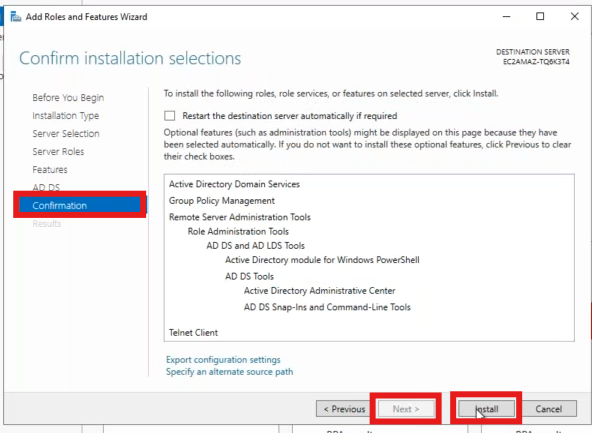 Add Roles and Features Wizard
Confirm installation selections
DESTINATION SERVER
EC2AMAZ-TQ6K3T4
Before You Begin
Installation Type
Server Selection
Server Roles
Features
AD DS
Confirmation
Results
To install the following roles, role services, or features on selected server, click Install.
Restart the destination server automatically if required
Optional features (such as administration tools) might be displayed on this page because they have
been selected automatically. If you do not want to install these optional features, click Previous to clear
their check boxes.
Active Directory Domain Services
Group Policy Management
Remote Server Administration Tools
Role Administration Tools
AD DS and AD LDS Tools
Active Directory module for Windows PowerShell
AD DS Tools
Active Directory Administrative Center
AD DS Snap-Ins and Command-Line Tools
Telnet Client
Export configuration settings
Specify an alternate source path
< Previous
Next >
Install
Cancel